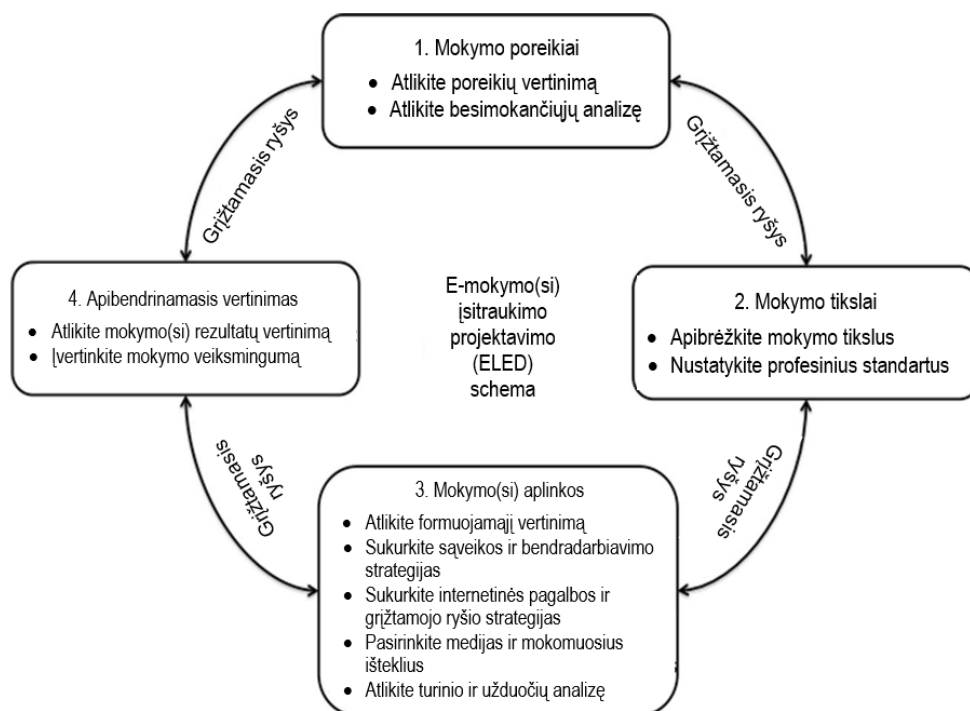 1. Mokymo poreikiai
• Atlikite poreikių vertinimą
• Atlikite besimokančiųjų analizę
Grįžtamasis ryšys
Grįžtamasis ryšys
4. Apibendrinamasis vertinimas
• Atlikite mokymo(si) rezultatų vertinimą
• Įvertinkite mokymo veiksmingumą
E-mokymo(si)
įsitraukimo
projektavimo
(ELED)
schema
2. Mokymo tikslai
• Apibrėžkite mokymo tikslus
• Nustatykite profesinius standartus
Grįžtamasis
ryšys
Grįžtamasis
ryšys
3. Mokymo(si) aplinkos
• Atlikite formuojamąjį vertinimą
• Sukurkite sąveikos ir bendradarbiavimo
strategijas
• Sukurkite internetinės pagalbos ir
grįžtamojo ryšio strategijas
• Pasirinkite medijas ir mokomuosius
išteklius
• Atlikite turinio ir užduočių analizę